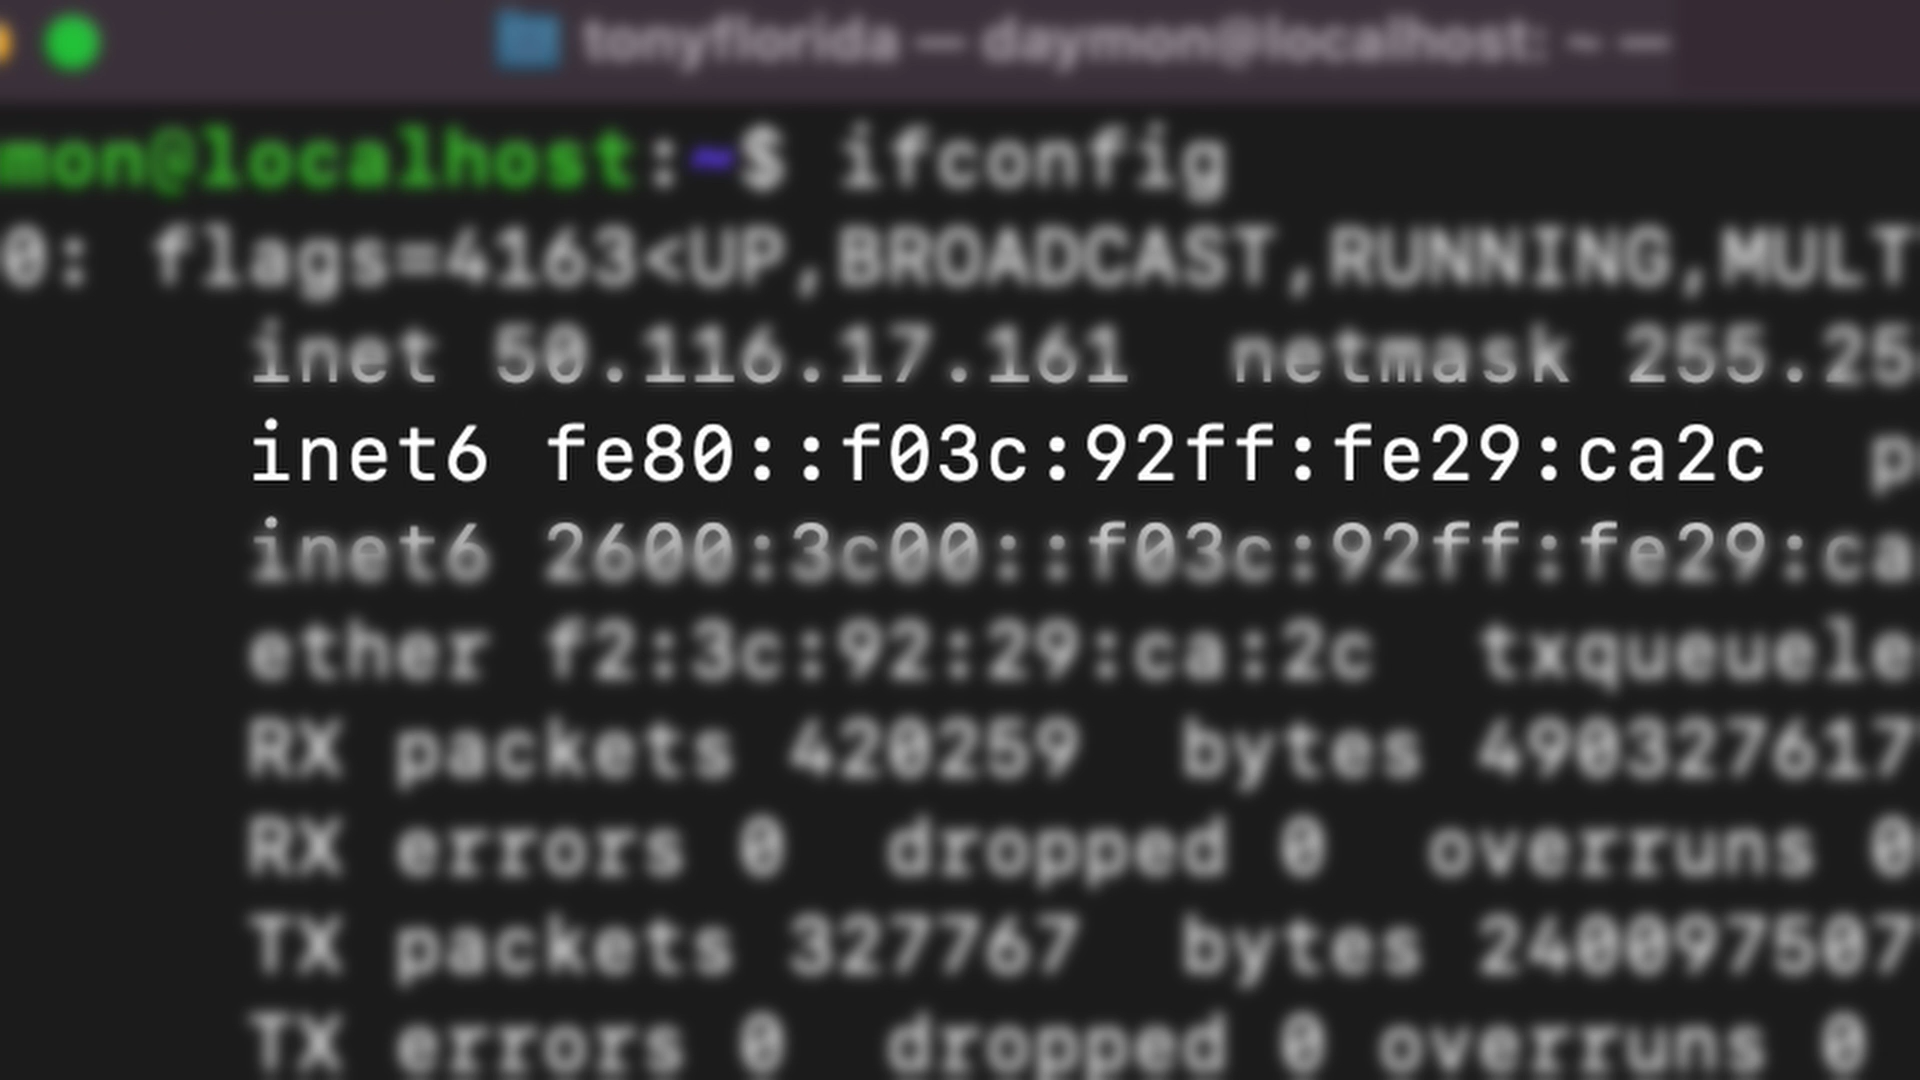 tonyflorida — daymon@localhost: ~ —
mon@localhost:~$ ifconfig
0: flags=4163<UP,BROADCAST,RUNNING,MULT
inet 50.116.17.161  netmask 255.25
inet6 fe80::f03c:92ff:fe29:ca2c  p
inet6 2600:3c00::f03c:92ff:fe29:ca
ether f2:3c:92:29:ca:2c  txqueuele
RX packets 420259  bytes 490327617
RX errors 0  dropped 0  overruns 0
TX packets 327767  bytes 240097507
TX errors 0  dropped 0 overruns 0